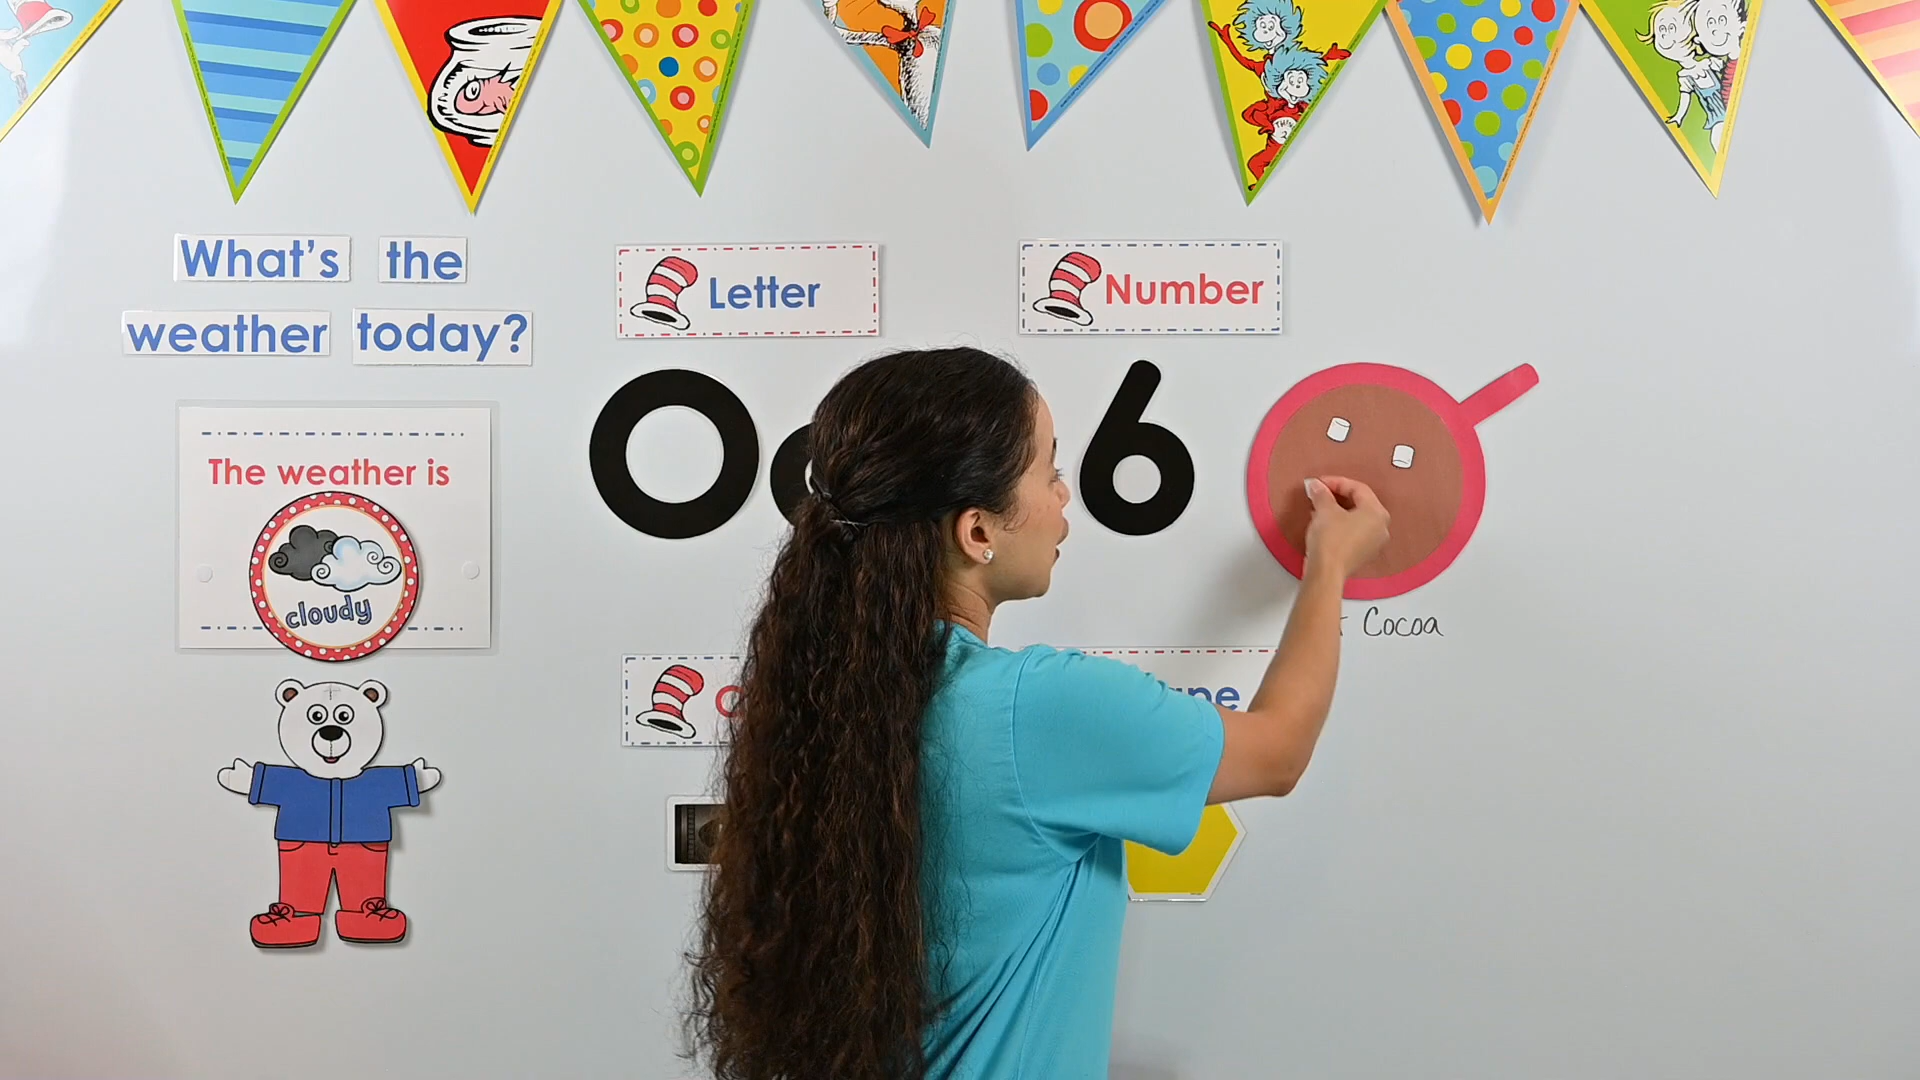 What's the
weather today?
The weather is
cloudy
Letter
Number
O
6
Cocoa